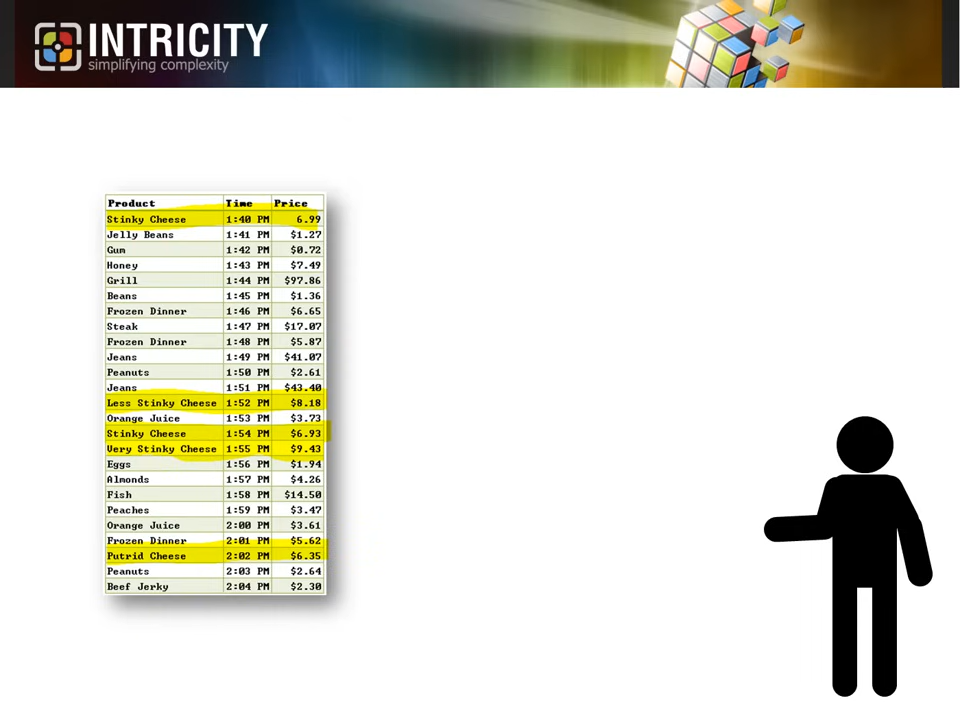 INTRICITY
simplifying complexity
Product Time Price
Stinky Cheese 1:40 PM 6.99
Jelly Beans 1:41 PM $1.27
Gum 1:42 PM $0.72
Honey 1:43 PM $7.49
Grill 1:44 PM $97.86
Beans 1:45 PM $1.36
Frozen Dinner 1:46 PM $6.65
Steak 1:47 PM $17.07
Frozen Dinner 1:48 PM $5.87
Jeans 1:49 PM $41.07
Peanuts 1:50 PM $2.61
Jeans 1:51 PM $43.40
Less Stinky Cheese 1:52 PM $8.18
Orange Juice 1:53 PM $3.73
Stinky Cheese 1:54 PM $6.93
Very Stinky Cheese 1:55 PM $9.43
Eggs 1:56 PM $1.94
Almonds 1:57 PM $4.26
Fish 1:58 PM $14.50
Peaches 1:59 PM $3.47
Orange Juice 2:00 PM $3.61
Frozen Dinner 2:01 PM $5.62
Putrid Cheese 2:02 PM $6.35
Peanuts 2:03 PM $2.64
Beef Jerky 2:04 PM $2.30